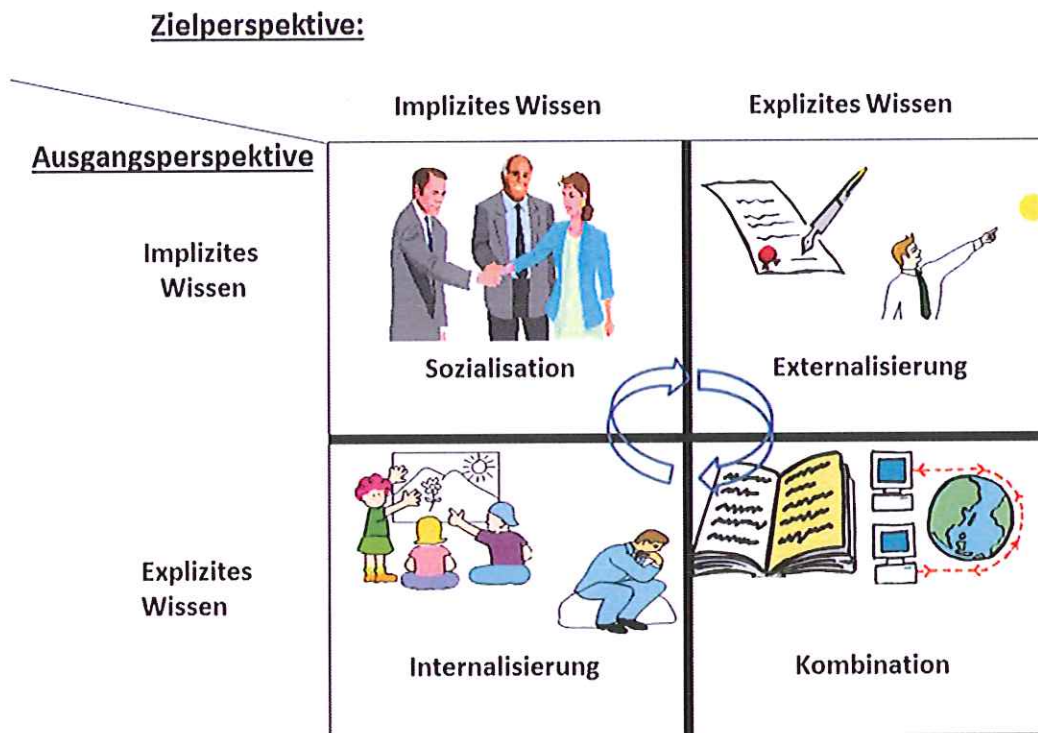 Zielperspektive:
Implizites Wissen
Explizites Wissen
Ausgangsperspektive
Implizites
Wissen
Sozialisation
Externalisierung
Explizites
Wissen
Internalisierung
Kombination